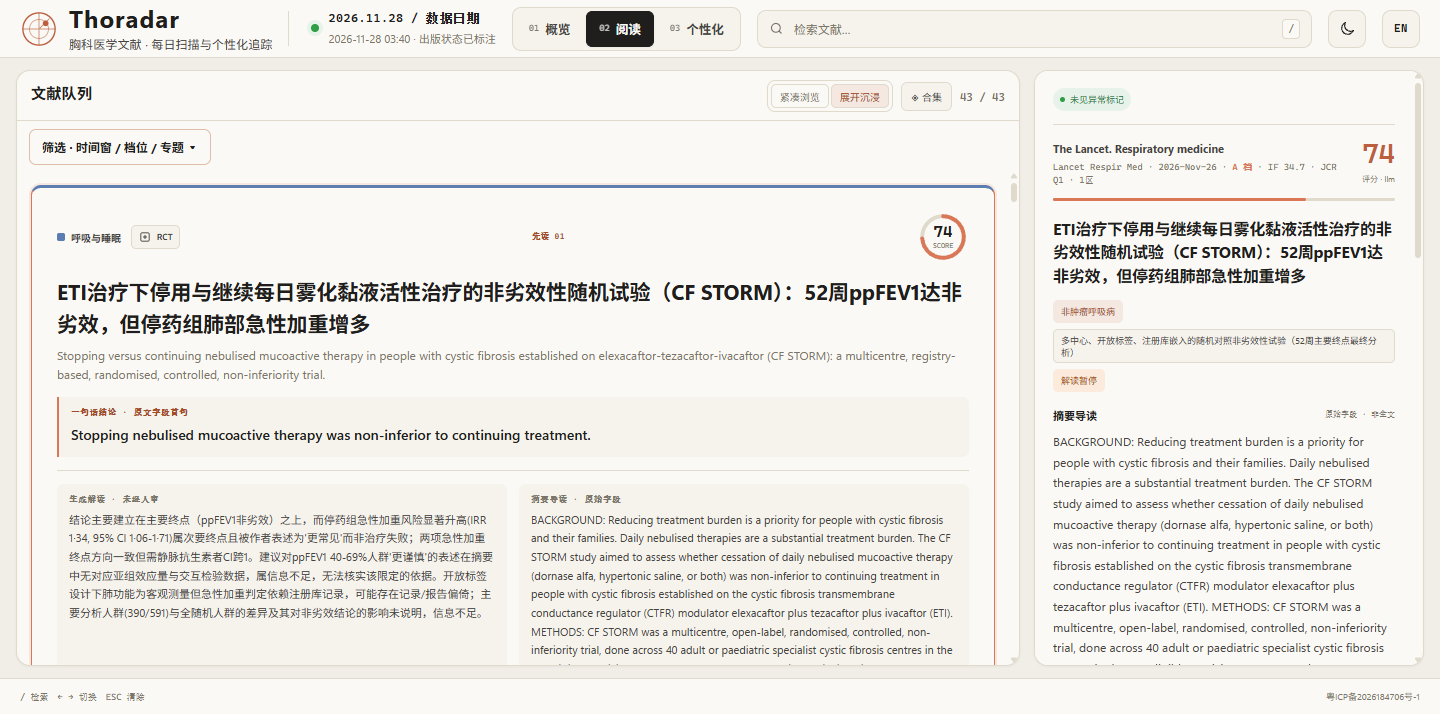 Thoradar
胸科医学文献 · 每日扫描与个性化追踪
2026.11.28 / 数据日期
2026-11-28 03:40 · 出版状态已标注
01 概览
02 阅读
03 个性化
检索文献...
/
EN
文献队列
紧凑浏览
展开沉浸
◈ 合集
43 / 43
筛选 · 时间窗 / 档位 / 专题 ▾
呼吸与睡眠
RCT
先读 01
74
SCORE
ETI治疗下停用与继续每日雾化黏液活性治疗的非劣效性随机试验（CF STORM）：52周ppFEV1达非
劣效，但停药组肺部急性加重增多
Stopping versus continuing nebulised mucoactive therapy in people with cystic fibrosis established on elexacaftor-tezacaftor-ivacaftor (CF STORM): a multicentre, registry-
based, randomised, controlled, non-inferiority trial.
一句话结论 · 原文字段首句
Stopping nebulised mucoactive therapy was non-inferior to continuing treatment.
生成解读 · 未经人审
结论主要建立在主要终点（ppFEV1非劣效）之上，而停药组急性加重风险显著升高(IRR
1·34, 95% CI 1·06-1·71)属次要终点且被作者表述为'更常见'而非治疗失败；两项急性加重
终点方向一致但需静脉抗生素者CI跨1。建议对ppFEV1 40-69%人群'更谨慎'的表述在摘要
中无对应亚组效应量与交互检验数据，属信息不足，无法核实该限定的依据。开放标签
设计下肺功能为客观测量但急性加重判定依赖注册库记录，可能存在记录/报告偏倚；主
要分析人群(390/591)与全随机人群的差异及其对非劣效结论的影响未说明，信息不足。
摘要导读 · 原始字段
BACKGROUND: Reducing treatment burden is a priority for people with cystic fibrosis
and their families. Daily nebulised therapies are a substantial treatment burden. The CF
STORM study aimed to assess whether cessation of daily nebulised mucoactive therapy
(dornase alfa, hypertonic saline, or both) was non-inferior to continuing treatment in
people with cystic fibrosis established on the cystic fibrosis transmembrane
conductance regulator (CTFR) modulator elexacaftor plus tezacaftor plus ivacaftor (ETI).
METHODS: CF STORM was a multicentre, open-label, randomised, controlled, non-
inferiority trial, done across 40 adult or paediatric specialist cystic fibrosis centres in the
未见异常标记
The Lancet. Respiratory medicine
Lancet Respir Med · 2026-Nov-26 · A 档 · IF 34.7 · JCR
Q1 · 1区
74
评分 · llm
ETI治疗下停用与继续每日雾化黏液活性治疗的非
劣效性随机试验（CF STORM）：52周ppFEV1达
非劣效，但停药组肺部急性加重增多
非肿瘤呼吸病
多中心、开放标签、注册库嵌入的随机对照非劣效性试验（52周主要终点最终分
析）
解读暂停
摘要导读
原始字段 · 非全文
BACKGROUND: Reducing treatment burden is a priority for
people with cystic fibrosis and their families. Daily nebulised
therapies are a substantial treatment burden. The CF STORM
study aimed to assess whether cessation of daily nebulised
mucoactive therapy (dornase alfa, hypertonic saline, or both)
was non-inferior to continuing treatment in people with cystic
fibrosis established on the cystic fibrosis transmembrane
conductance regulator (CTFR) modulator elexacaftor plus
tezacaftor plus ivacaftor (ETI). METHODS: CF STORM was a
multicentre, open-label, randomised, controlled, non-inferiority
trial, done across 40 adult or paediatric specialist cystic fibrosis
/ 检索 ← → 切换 ESC 清除
粤ICP备2026184706号-1